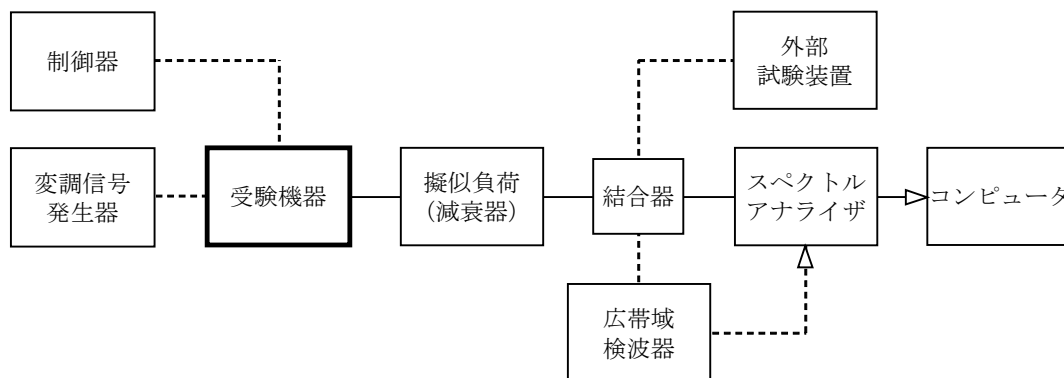 制御器
外部
試験装置
変調信号
発生器
受験機器
擬似負荷
(減衰器)
結合器
スペクトル
アナライザ
コンピュータ
広帯域
検波器